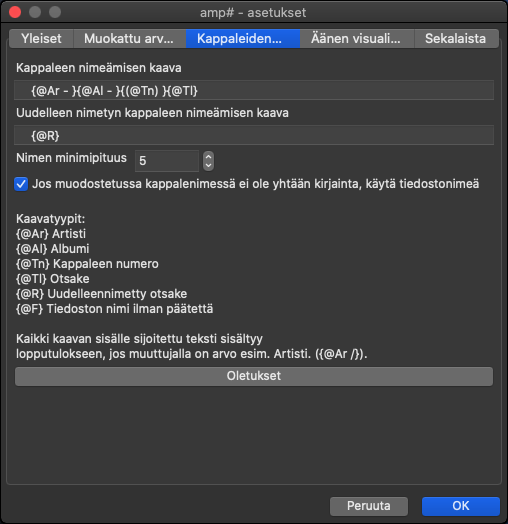 amp# - asetukset
Yleiset
Muokattu arv...
Kappaleiden...
Äänen visuali...
Sekalaista
Kappaleen nimeämisen kaava
{@Ar - }{@Al - }{(@Tn) }{@Tl}
Uudelleen nimetyn kappaleen nimeämisen kaava
{@R}
Nimen minimipituus 5
Jos muodostetussa kappalenimessä ei ole yhtään kirjainta, käytä tiedostonimeä
Kaavatyypit:
{@Ar} Artisti
{@Al} Albumi
{@Tn} Kappaleen numero
{@Tl} Otsake
{@R} Uudelleennimetty otsake
{@F} Tiedoston nimi ilman päätettä
Kaikki kaavan sisälle sijoitettu teksti sisältyy
lopputulokseen, jos muuttujalla on arvo esim. Artisti. ({@Ar /}).
Oletukset
Peruuta
OK